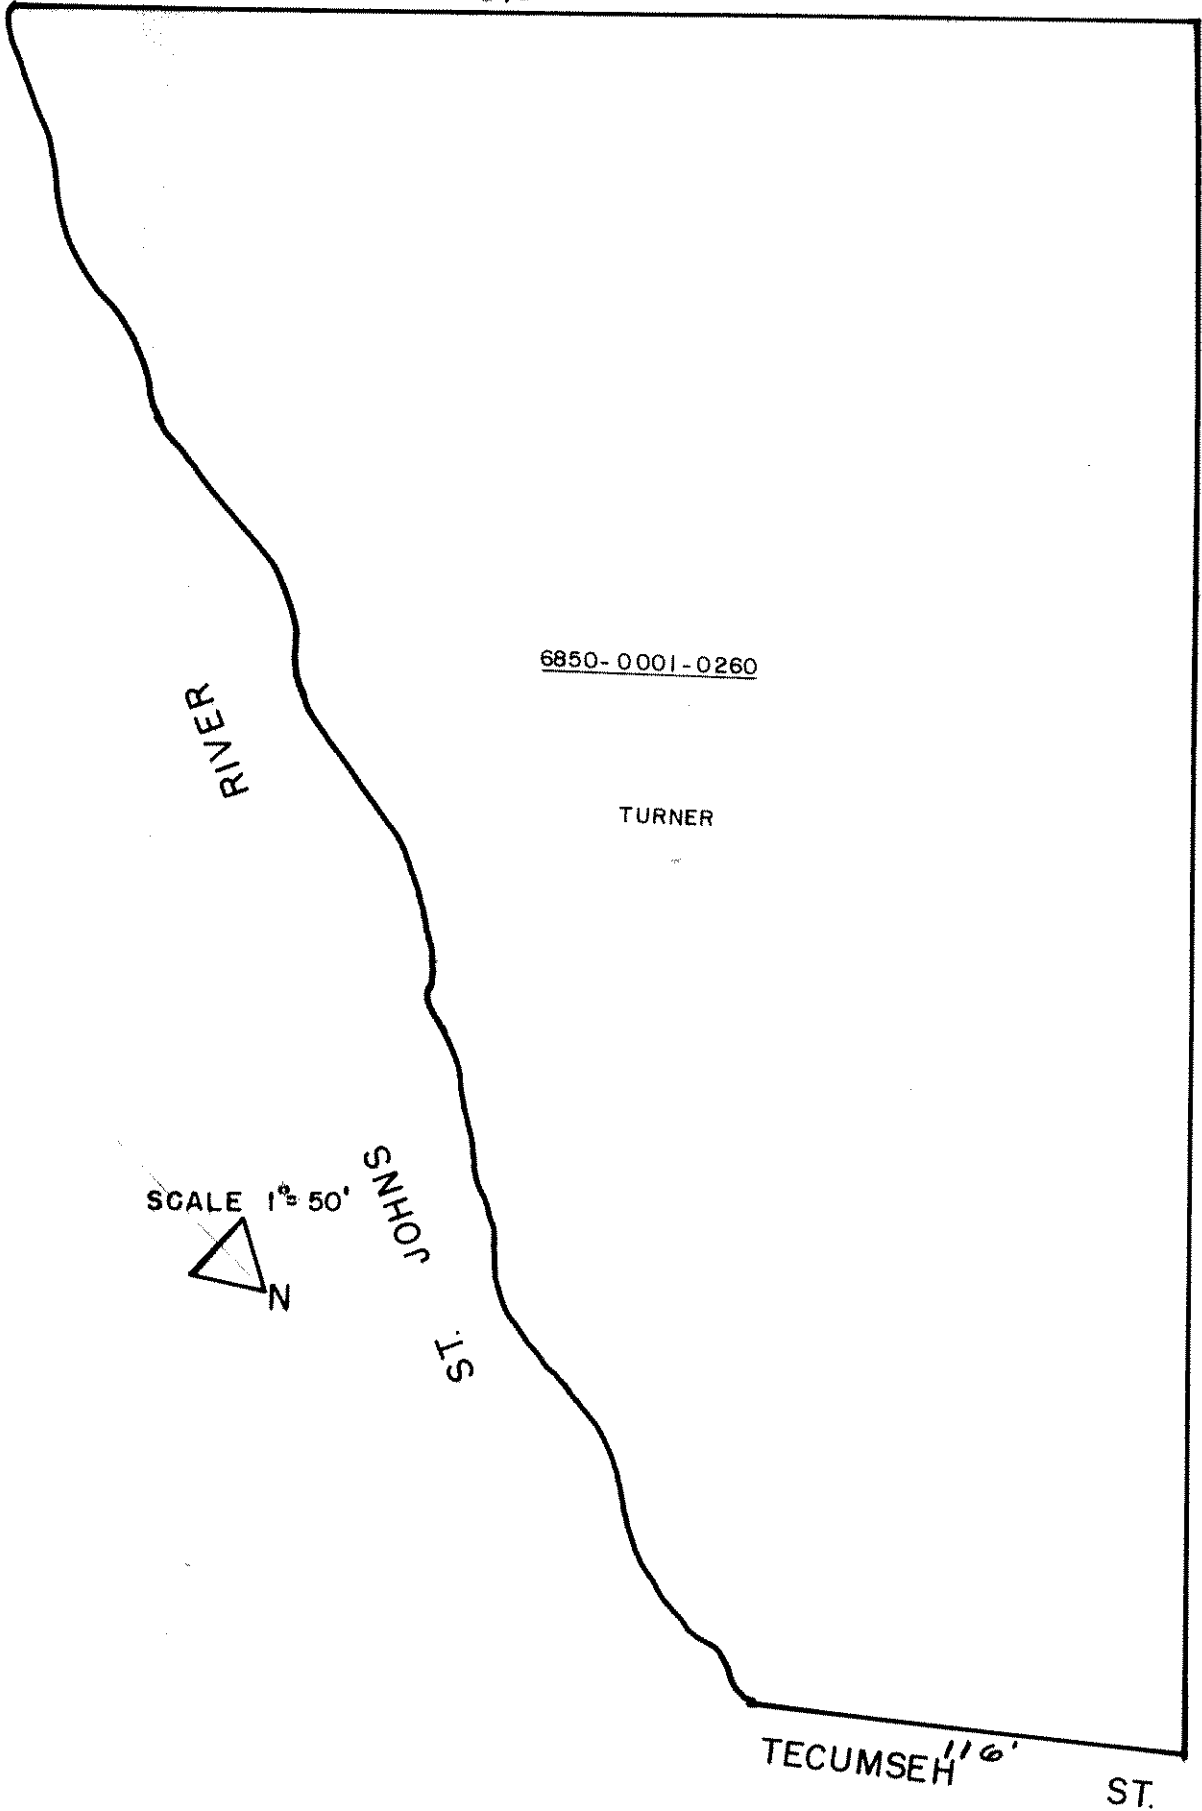 6850-0001-0260
TURNER
ST. JOHNS RIVER
SCALE 1"= 50'
N
TECUMSEH ST.
116'